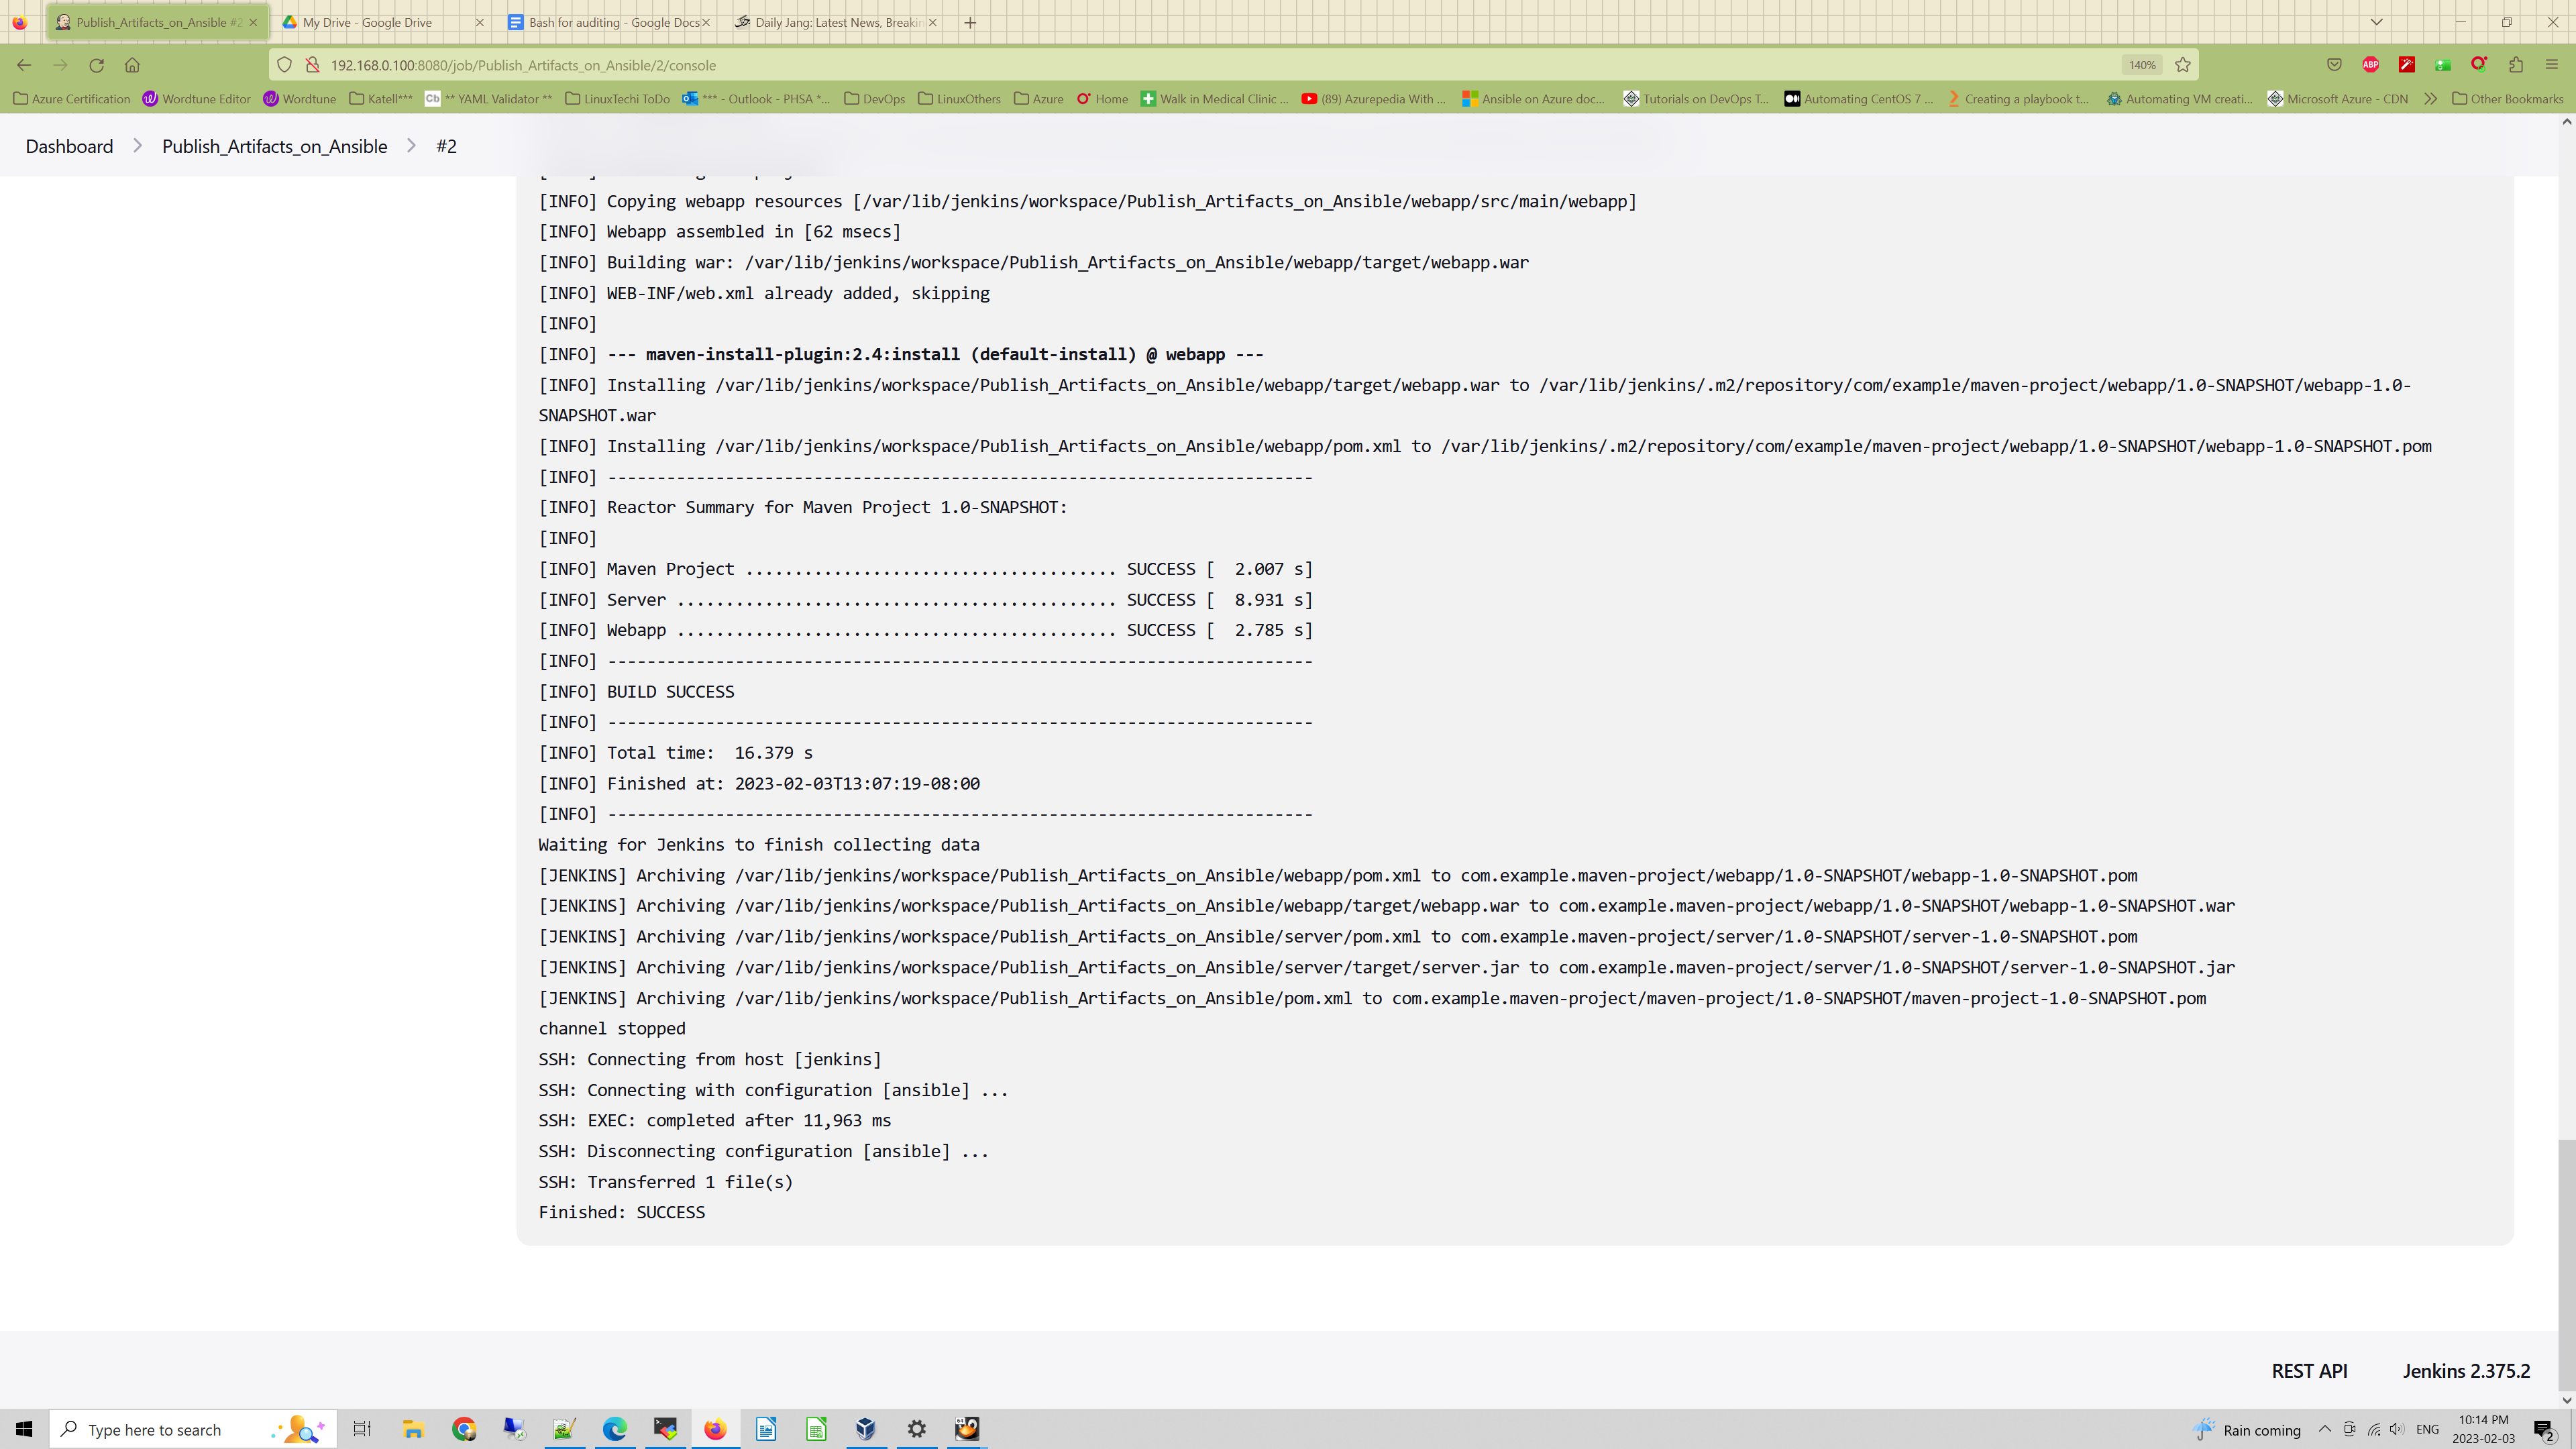 Publish_Artifacts_on_Ansible #2
My Drive - Google Drive
Bash for auditing - Google Docs
Daily Jang: Latest News, Breakin
192.168.0.100:8080/job/Publish_Artifacts_on_Ansible/2/console
140%
ABP
Azure Certification
Wordtune Editor
Wordtune
Katell***
Cb ** YAML Validator **
LinuxTechi ToDo
*** - Outlook - PHSA *...
DevOps
LinuxOthers
Azure
Home
Walk in Medical Clinic ...
(89) Azurepedia With ...
Ansible on Azure doc...
Tutorials on DevOps T...
Automating CentOS 7 ...
Creating a playbook t...
Automating VM creati...
Microsoft Azure - CDN
Other Bookmarks
Dashboard
Publish_Artifacts_on_Ansible
#2
[INFO] Copying webapp resources [/var/lib/jenkins/workspace/Publish_Artifacts_on_Ansible/webapp/src/main/webapp]
[INFO] Webapp assembled in [62 msecs]
[INFO] Building war: /var/lib/jenkins/workspace/Publish_Artifacts_on_Ansible/webapp/target/webapp.war
[INFO] WEB-INF/web.xml already added, skipping
[INFO]
[INFO] --- maven-install-plugin:2.4:install (default-install) @ webapp ---
[INFO] Installing /var/lib/jenkins/workspace/Publish_Artifacts_on_Ansible/webapp/target/webapp.war to /var/lib/jenkins/.m2/repository/com/example/maven-project/webapp/1.0-SNAPSHOT/webapp-1.0-
SNAPSHOT.war
[INFO] Installing /var/lib/jenkins/workspace/Publish_Artifacts_on_Ansible/webapp/pom.xml to /var/lib/jenkins/.m2/repository/com/example/maven-project/webapp/1.0-SNAPSHOT/webapp-1.0-SNAPSHOT.pom
[INFO] ------------------------------------------------------------------------
[INFO] Reactor Summary for Maven Project 1.0-SNAPSHOT:
[INFO]
[INFO] Maven Project ...................................... SUCCESS [  2.007 s]
[INFO] Server ............................................. SUCCESS [  8.931 s]
[INFO] Webapp ............................................. SUCCESS [  2.785 s]
[INFO] ------------------------------------------------------------------------
[INFO] BUILD SUCCESS
[INFO] ------------------------------------------------------------------------
[INFO] Total time:  16.379 s
[INFO] Finished at: 2023-02-03T13:07:19-08:00
[INFO] ------------------------------------------------------------------------
Waiting for Jenkins to finish collecting data
[JENKINS] Archiving /var/lib/jenkins/workspace/Publish_Artifacts_on_Ansible/webapp/pom.xml to com.example.maven-project/webapp/1.0-SNAPSHOT/webapp-1.0-SNAPSHOT.pom
[JENKINS] Archiving /var/lib/jenkins/workspace/Publish_Artifacts_on_Ansible/webapp/target/webapp.war to com.example.maven-project/webapp/1.0-SNAPSHOT/webapp-1.0-SNAPSHOT.war
[JENKINS] Archiving /var/lib/jenkins/workspace/Publish_Artifacts_on_Ansible/server/pom.xml to com.example.maven-project/server/1.0-SNAPSHOT/server-1.0-SNAPSHOT.pom
[JENKINS] Archiving /var/lib/jenkins/workspace/Publish_Artifacts_on_Ansible/server/target/server.jar to com.example.maven-project/server/1.0-SNAPSHOT/server-1.0-SNAPSHOT.jar
[JENKINS] Archiving /var/lib/jenkins/workspace/Publish_Artifacts_on_Ansible/pom.xml to com.example.maven-project/maven-project/1.0-SNAPSHOT/maven-project-1.0-SNAPSHOT.pom
channel stopped
SSH: Connecting from host [jenkins]
SSH: Connecting with configuration [ansible] ...
SSH: EXEC: completed after 11,963 ms
SSH: Disconnecting configuration [ansible] ...
SSH: Transferred 1 file(s)
Finished: SUCCESS
REST API
Jenkins 2.375.2
Type here to search
Rain coming
ENG
10:14 PM
2023-02-03
2